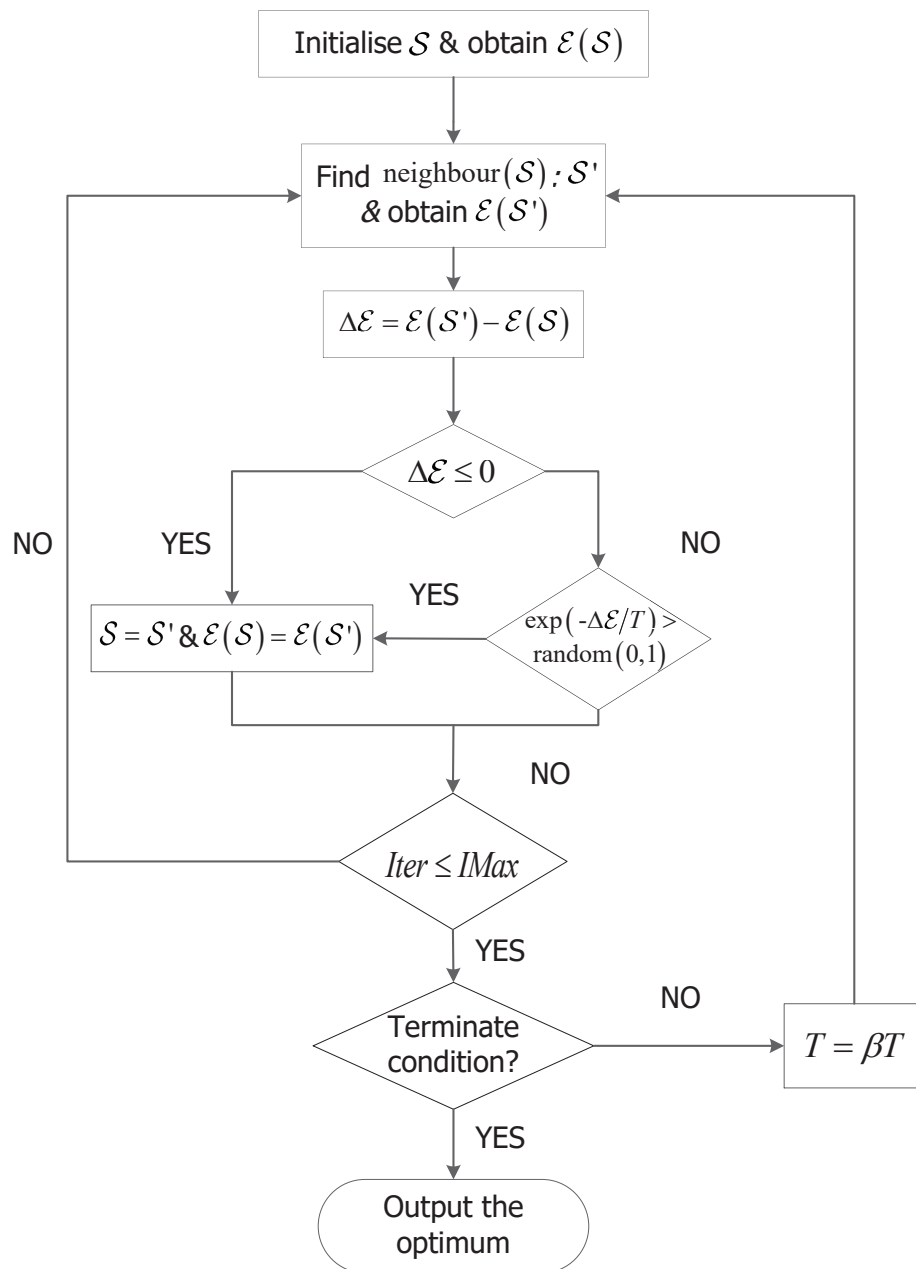 Initialise 𝒮 & obtain ℰ(𝒮)
Find neighbour(𝒮): 𝒮'
& obtain ℰ(𝒮')
Δℰ = ℰ(𝒮') − ℰ(𝒮)
Δℰ ≤ 0
NO
YES
NO
YES
𝒮 = 𝒮' & ℰ(𝒮) = ℰ(𝒮')
exp(-Δℰ/T) >
random(0,1)
NO
Iter ≤ IMax
YES
NO
Terminate
condition?
T = βT
YES
Output the
optimum